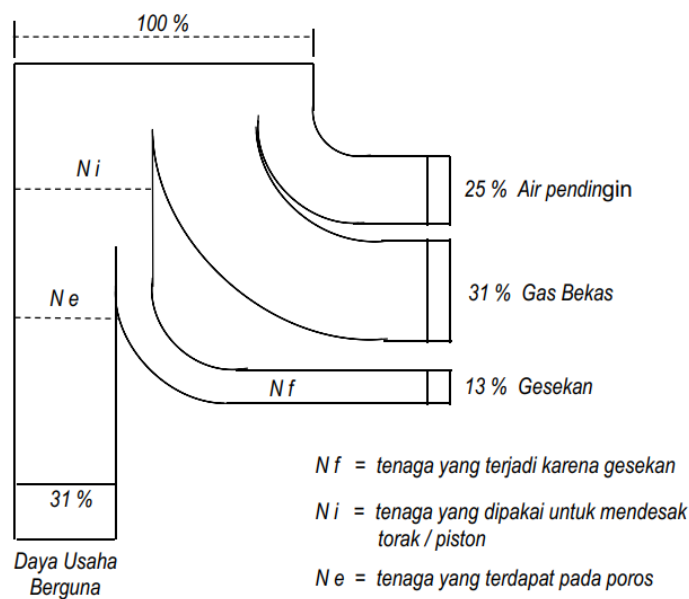 100 %
N i
25 % Air pendingin
N e
31 % Gas Bekas
N f
13 % Gesekan
N f = tenaga yang terjadi karena gesekan
31 %
N i = tenaga yang dipakai untuk mendesak
torak / piston
Daya Usaha
Berguna
N e = tenaga yang terdapat pada poros